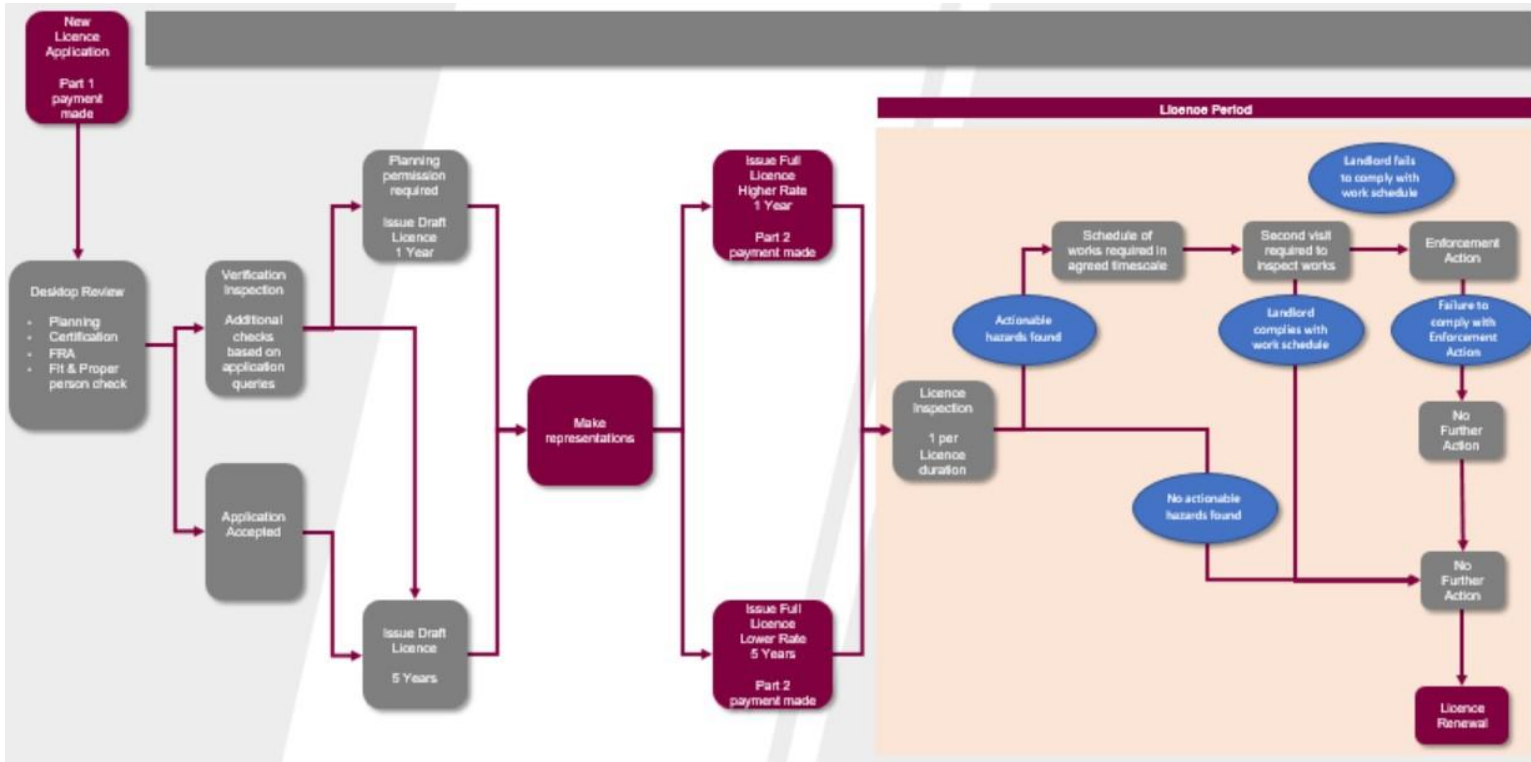 New
Licence
Application
Part 1
payment
made
Licence Period
Desktop Review
• Planning
• Certification
• FRA
• Fit & Proper
person check
Verification
Inspection
Additional
checks
based on
application
queries
Application
Accepted
Planning
permission
required
Issue Draft
Licence
1 Year
Issue Draft
Licence
5 Years
Make
representations
Issue Full
Licence
Higher Rate
1 Year
Part 2
payment made
Issue Full
Licence
Lower Rate
5 Years
Part 2
payment made
Licence
Inspection
1 per
Licence
duration
Actionable
hazards found
No actionable
hazards found
Schedule of
works required in
agreed timescale
Second visit
required to
inspect works
Landlord
complies with
work schedule
Landlord fails
to comply with
work schedule
Enforcement
Action
Failure to
comply with
Enforcement
Action
No
Further
Action
No
Further
Action
Licence
Renewal